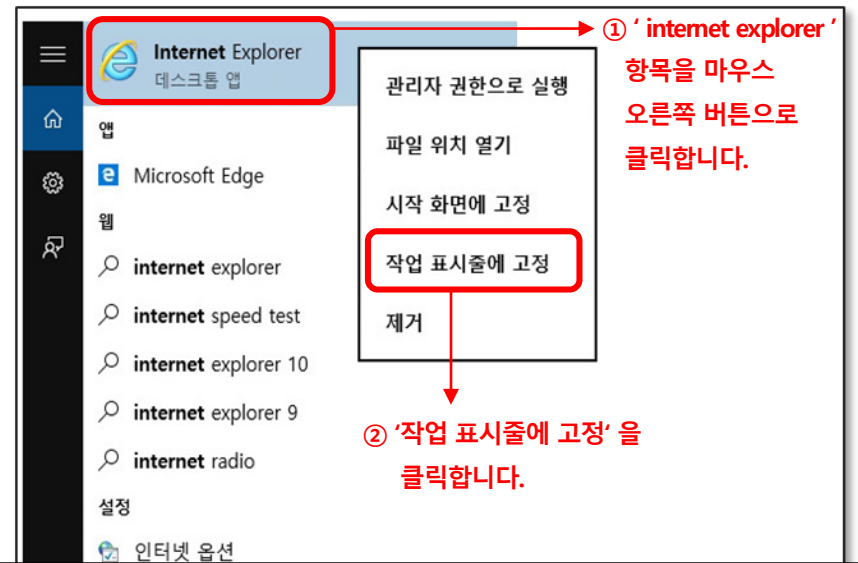 Internet Explorer
데스크톱 앱
앱
Microsoft Edge
웹
internet explorer
internet speed test
internet explorer 10
internet explorer 9
internet radio
설정
인터넷 옵션
관리자 권한으로 실행
파일 위치 열기
시작 화면에 고정
작업 표시줄에 고정
제거
① ‘ internet explorer ’
항목을 마우스
오른쪽 버튼으로
클릭합니다.
② ‘작업 표시줄에 고정‘ 을
클릭합니다.